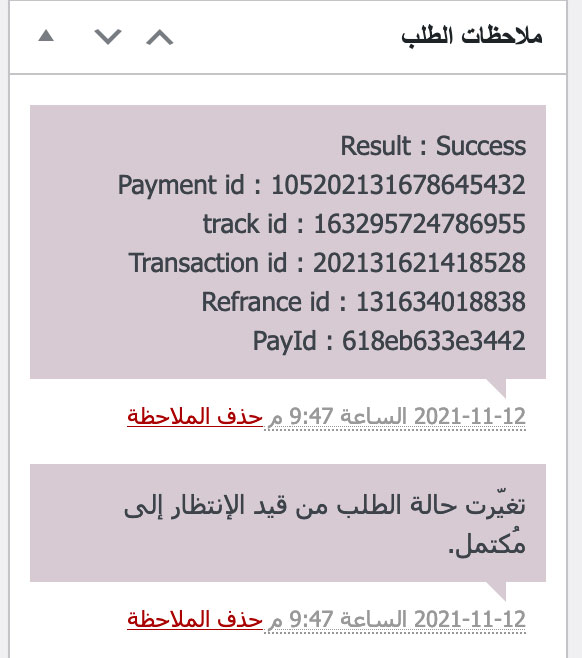 ملاحظات الطلب
Result : Success
Payment id : 105202131678645432
track id : 163295724786955
Transaction id : 202131621418528
Refrance id : 131634018838
PayId : 618eb633e3442
2021-11-12 الساعة 9:47 م حذف الملاحظة
تغيّرت حالة الطلب من قيد الإنتظار إلى
مُكتمل.
2021-11-12 الساعة 9:47 م حذف الملاحظة